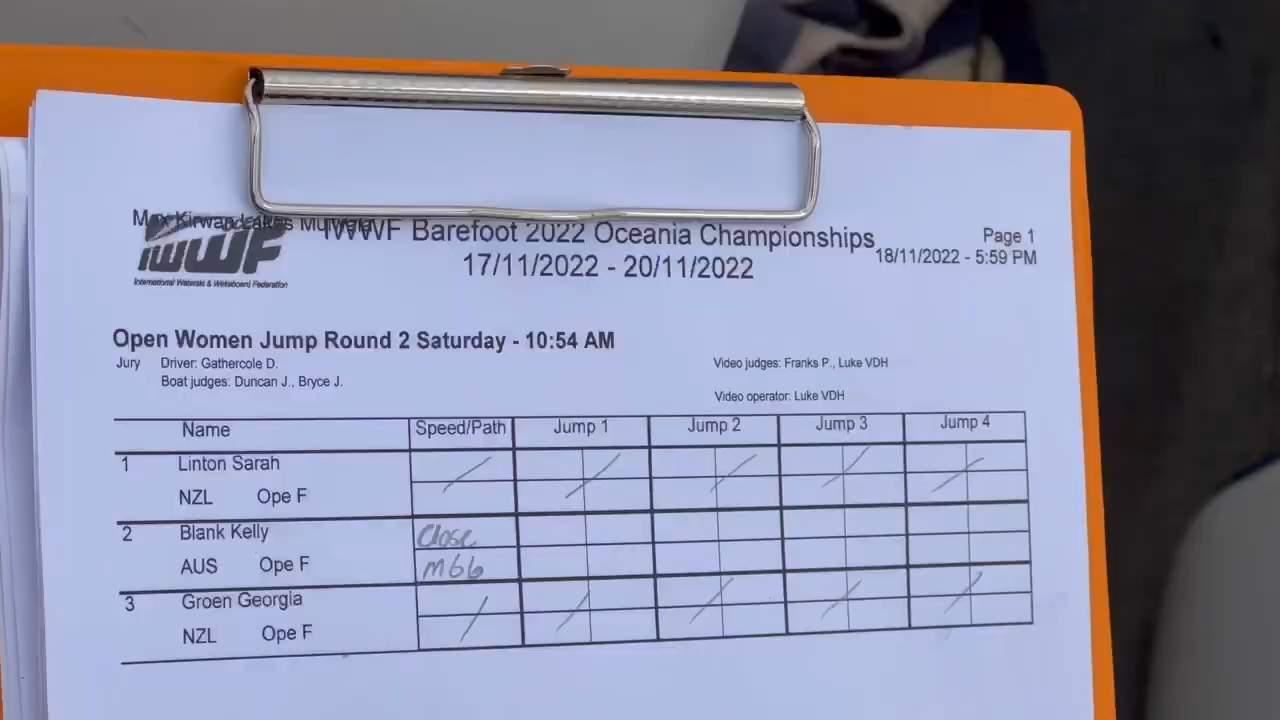 Max Kirwan Lakes Mulwala
IWWF
International Waterski & Wakeboard Federation
IWWF Barefoot 2022 Oceania Championships
17/11/2022 - 20/11/2022
Page 1
18/11/2022 - 5:59 PM
Open Women Jump Round 2 Saturday - 10:54 AM
Jury Driver: Gathercole D.
Boat judges: Duncan J., Bryce J.
Video judges: Franks P., Luke VDH
Video operator: Luke VDH
Name Speed/Path Jump 1 Jump 2 Jump 3 Jump 4
1 Linton Sarah
NZL Ope F
2 Blank Kelly Close
AUS Ope F M66
3 Groen Georgia
NZL Ope F